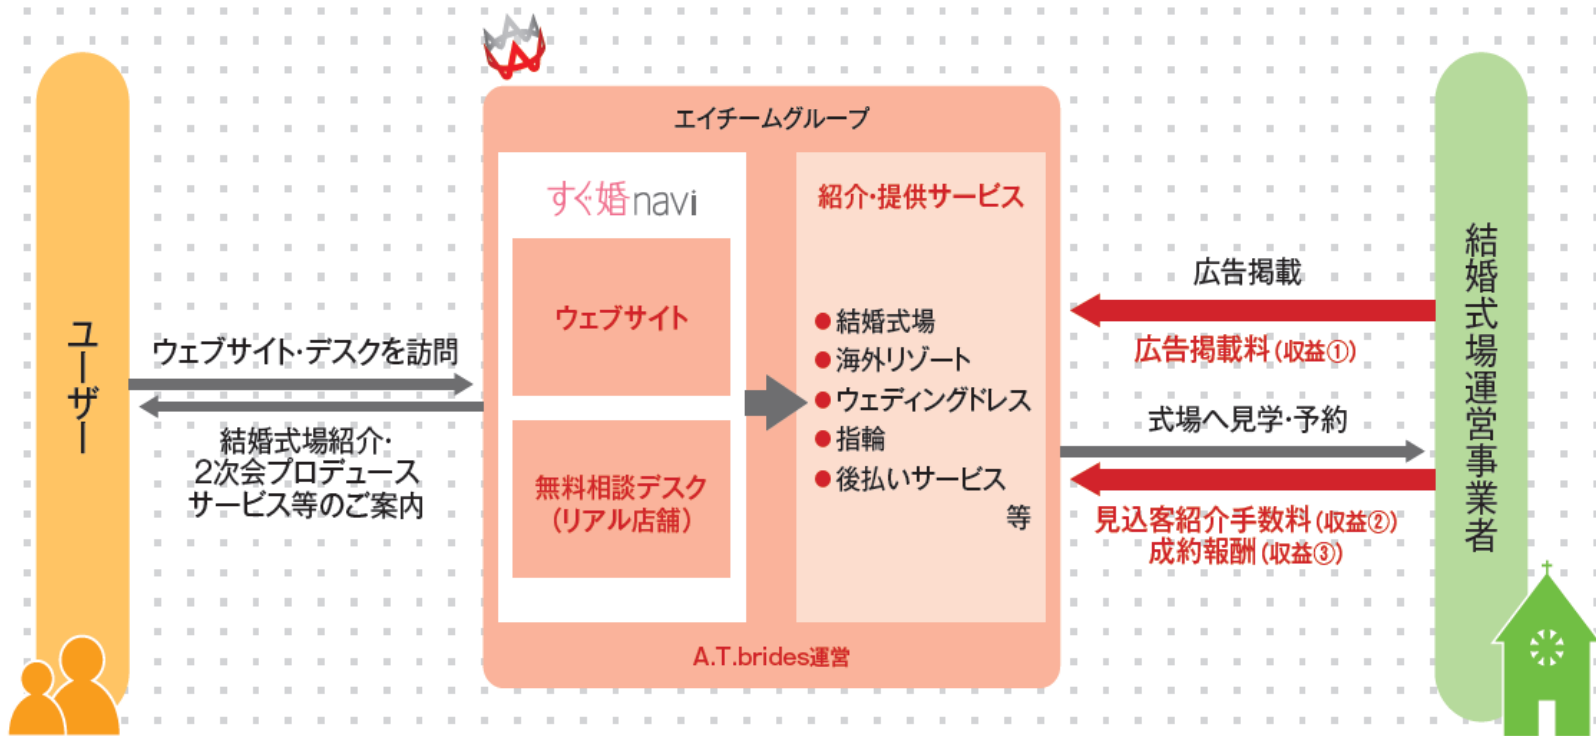 ユーザー
ウェブサイト・デスクを訪問
結婚式場紹介・
2次会プロデュース
サービス等のご案内
エイチームグループ
すぐ婚navi
ウェブサイト
無料相談デスク
(リアル店舗)
紹介・提供サービス
●結婚式場
●海外リゾート
●ウェディングドレス
●指輪
●後払いサービス
等
A.T.brides運営
広告掲載
広告掲載料(収益①)
式場へ見学・予約
見込客紹介手数料(収益②)
成約報酬(収益③)
結婚式場運営事業者